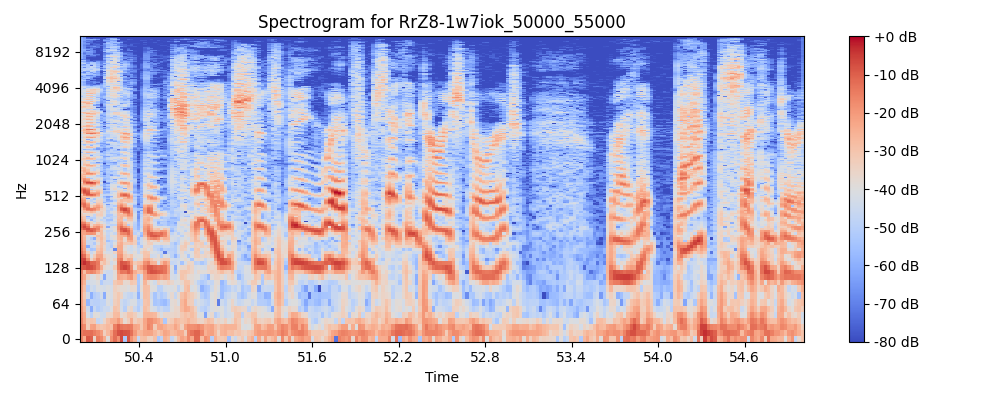 Spectrogram for RrZ8-1w7iok_50000_55000
Hz
8192
4096
2048
1024
512
256
128
64
0
50.4 51.0 51.6 52.2 52.8 53.4 54.0 54.6
Time
+0 dB
-10 dB
-20 dB
-30 dB
-40 dB
-50 dB
-60 dB
-70 dB
-80 dB